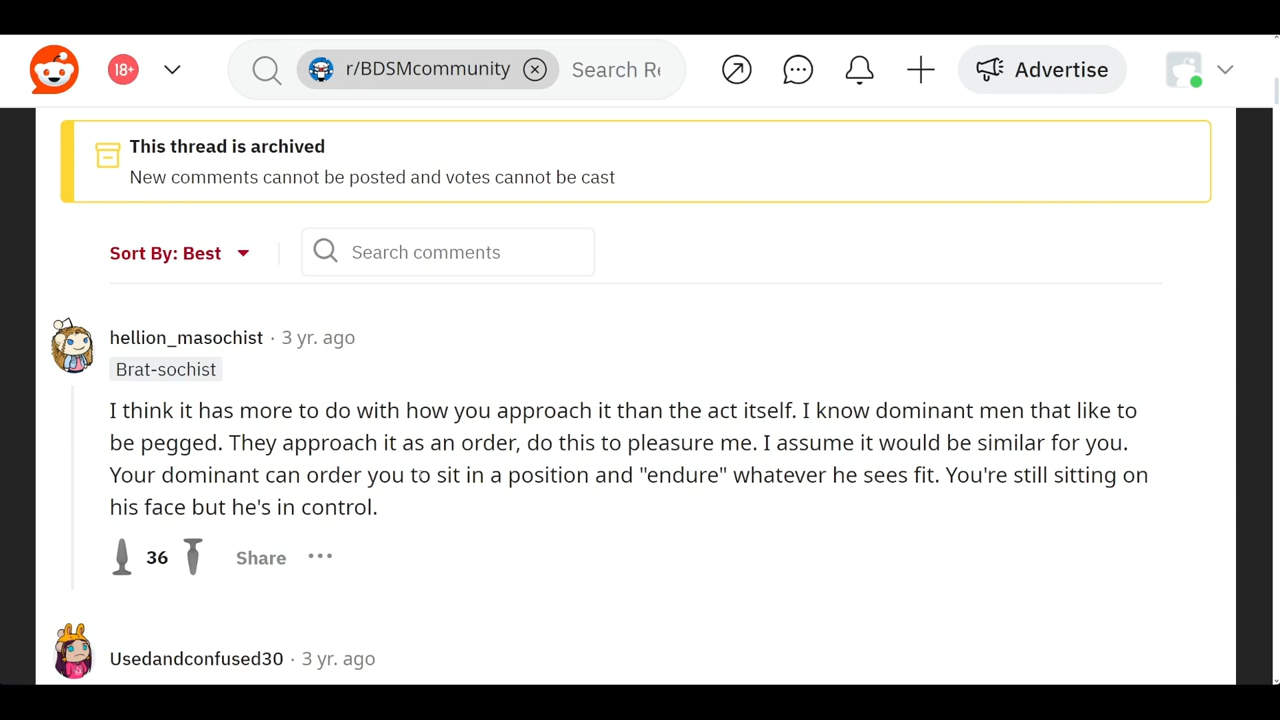 18+
r/BDSMcommunity
Search Re
Advertise
This thread is archived
New comments cannot be posted and votes cannot be cast
Sort By: Best
Search comments
hellion_masochist · 3 yr. ago
Brat-sochist
I think it has more to do with how you approach it than the act itself. I know dominant men that like to
be pegged. They approach it as an order, do this to pleasure me. I assume it would be similar for you.
Your dominant can order you to sit in a position and "endure" whatever he sees fit. You're still sitting on
his face but he's in control.
36
Share
Usedandconfused30 · 3 yr. ago